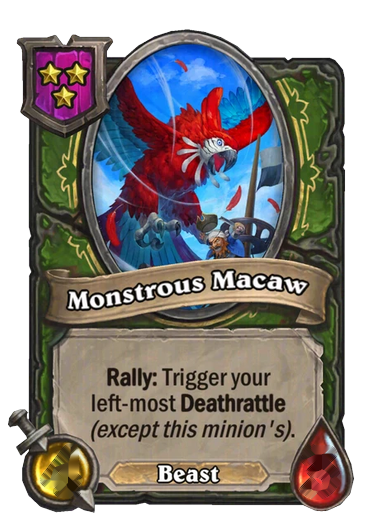 Monstrous Macaw
Rally: Trigger your
left-most Deathrattle
(except this minion's).
Beast